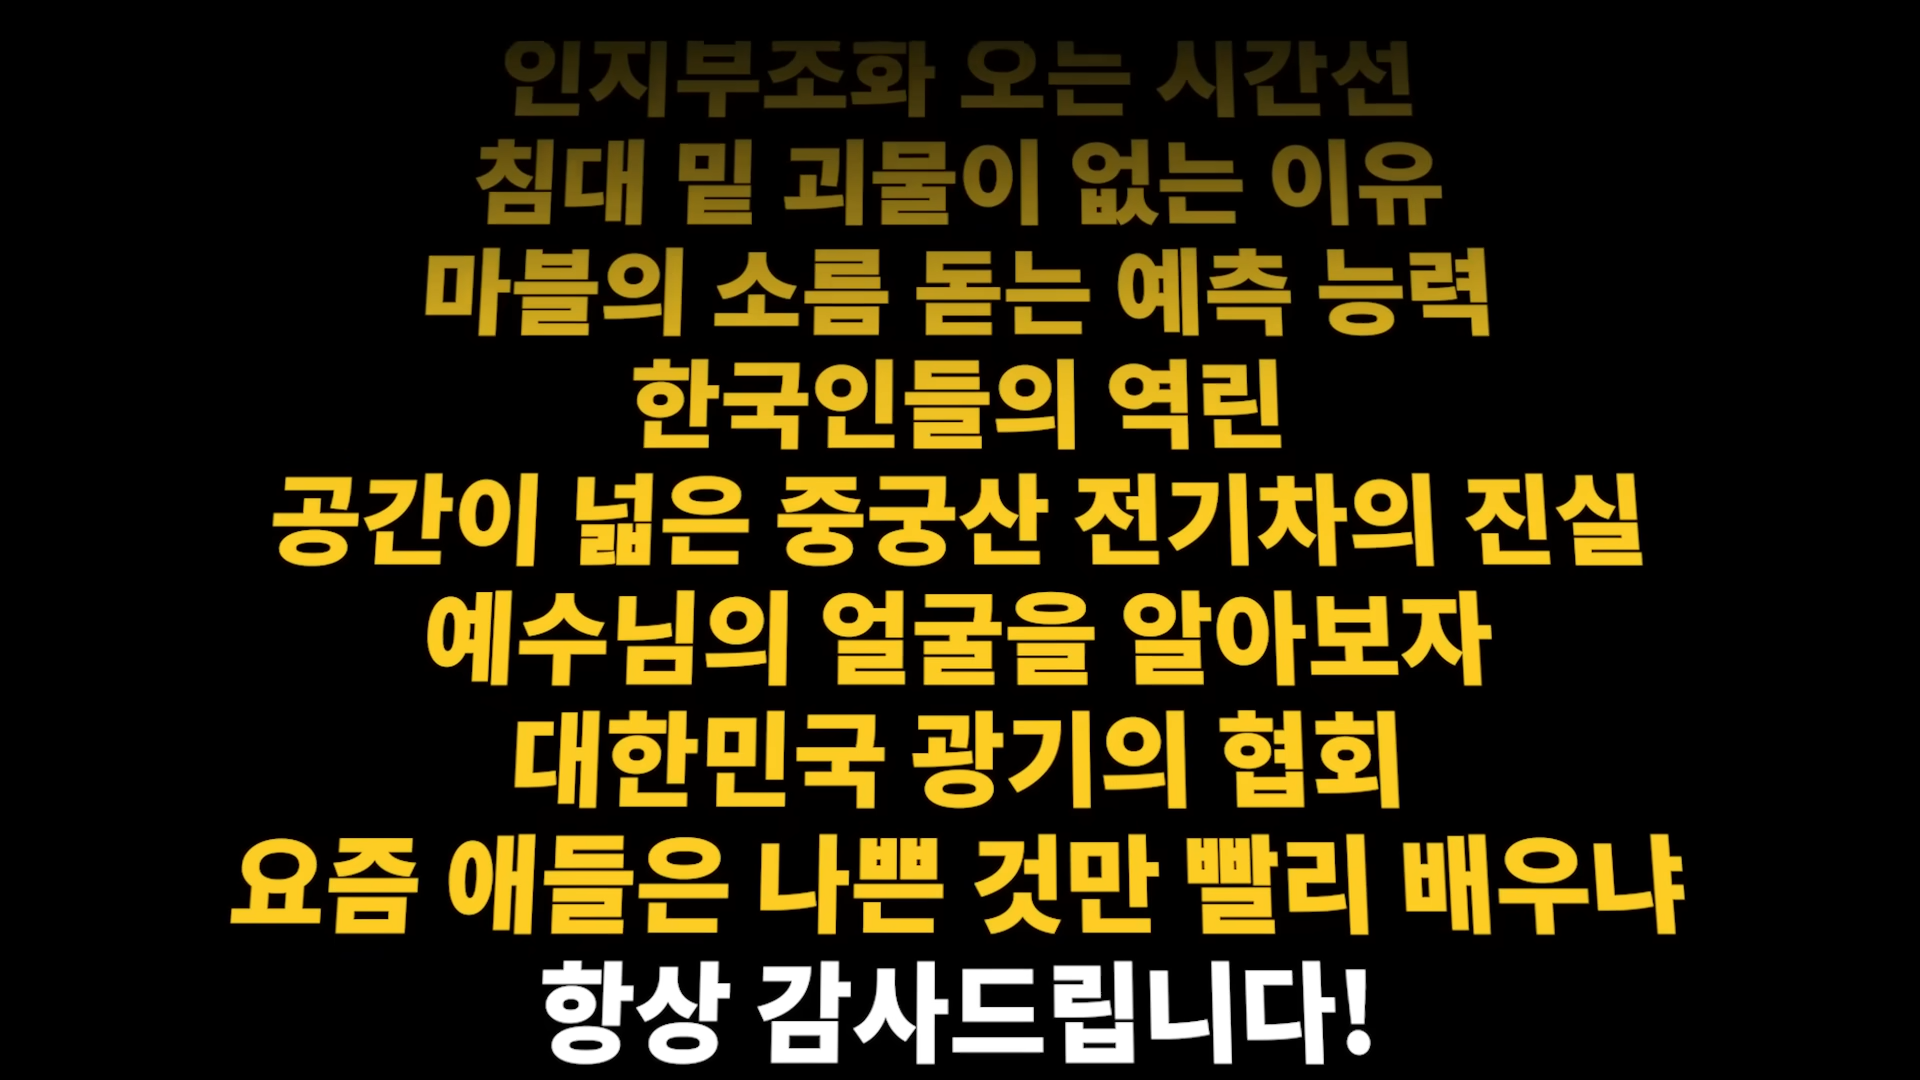 인지부조화 오는 시간선
침대 밑 괴물이 없는 이유
마블의 소름 돋는 예측 능력
한국인들의 역린
공간이 넓은 중궁산 전기차의 진실
예수님의 얼굴을 알아보자
대한민국 광기의 협회
요즘 애들은 나쁜 것만 빨리 배우냐
항상 감사드립니다!